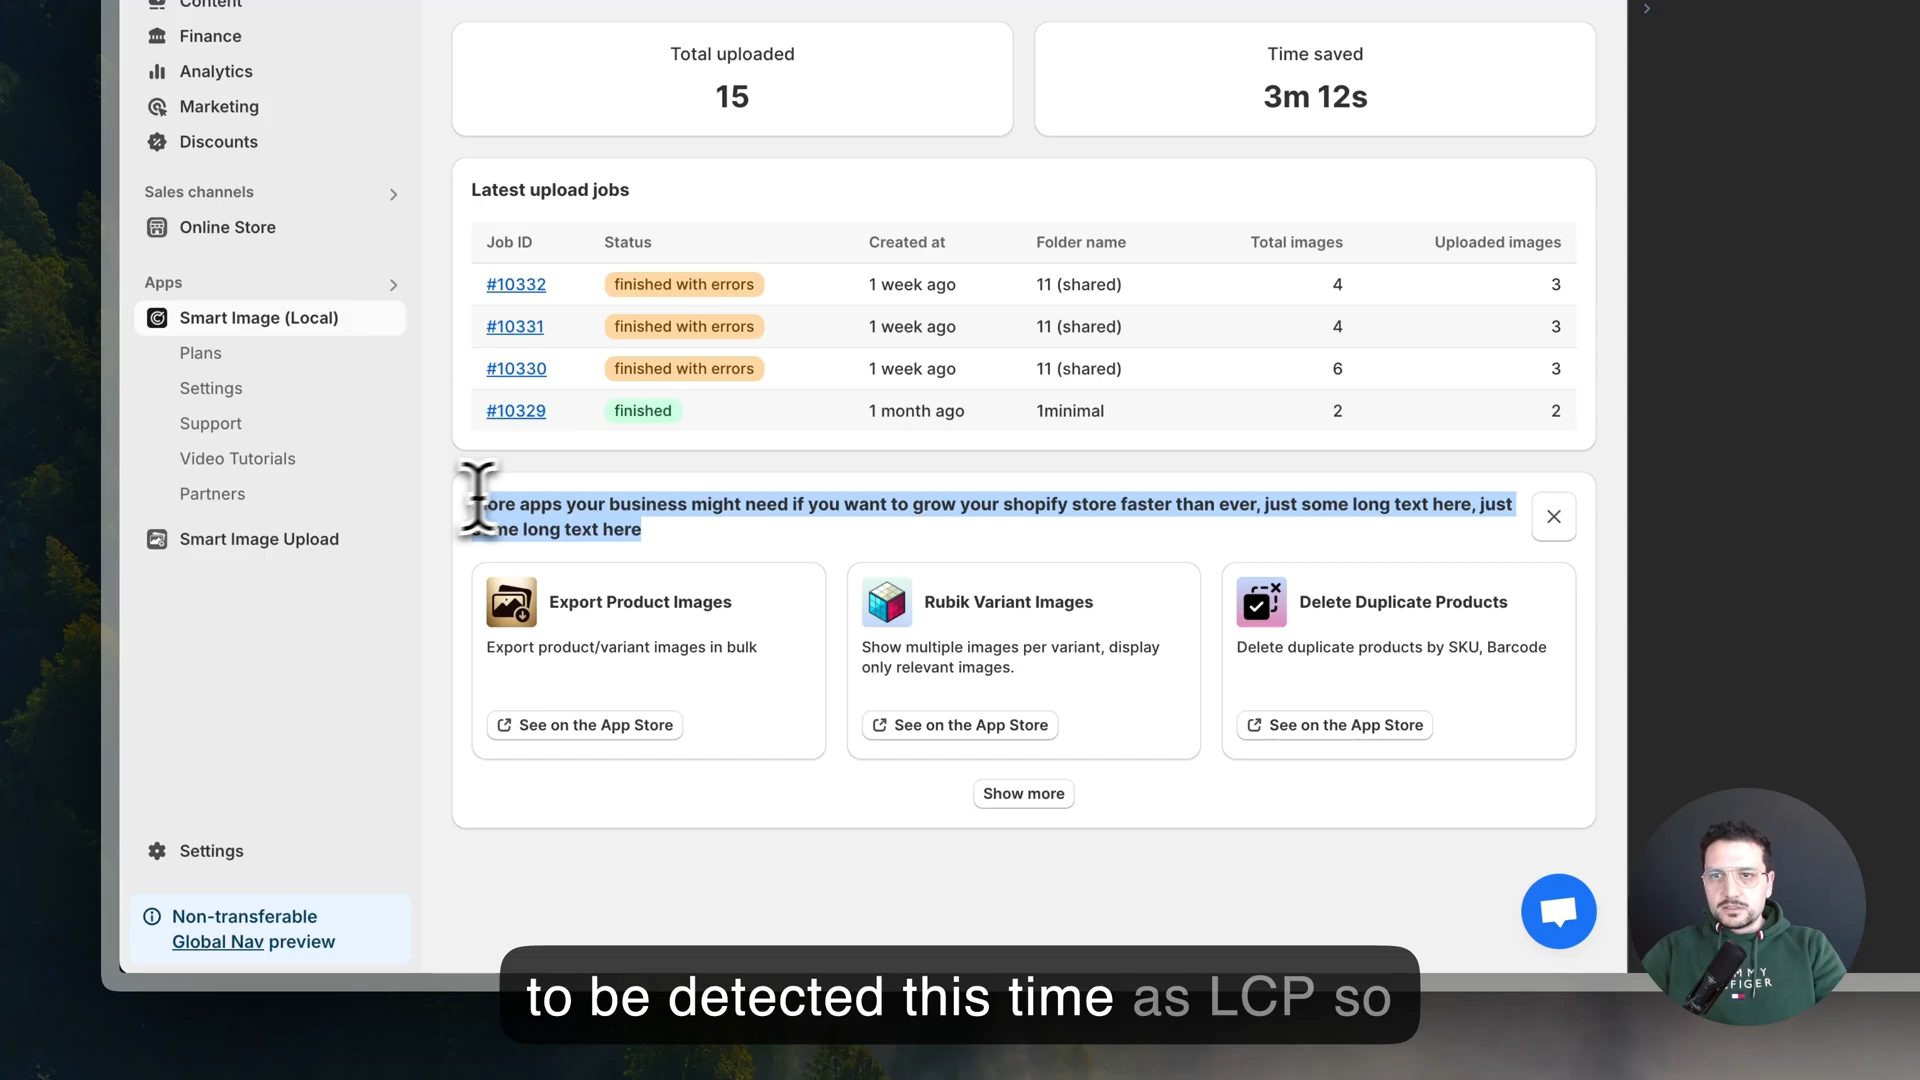 Content
Finance
Analytics
Marketing
Discounts
Sales channels
Online Store
Apps
Smart Image (Local)
Plans
Settings
Support
Video Tutorials
Partners
Smart Image Upload
Settings
Non-transferable
Global Nav preview
Total uploaded
15
Time saved
3m 12s
Latest upload jobs
Job ID Status Created at Folder name Total images Uploaded images
#10332 finished with errors 1 week ago 11 (shared) 4 3
#10331 finished with errors 1 week ago 11 (shared) 4 3
#10330 finished with errors 1 week ago 11 (shared) 6 3
#10329 finished 1 month ago 1minimal 2 2
More apps your business might need if you want to grow your shopify store faster than ever, just some long text here, just
some long text here
Export Product Images
Export product/variant images in bulk
See on the App Store
Rubik Variant Images
Show multiple images per variant, display
only relevant images.
See on the App Store
Delete Duplicate Products
Delete duplicate products by SKU, Barcode
See on the App Store
Show more
to be detected this time as LCP so